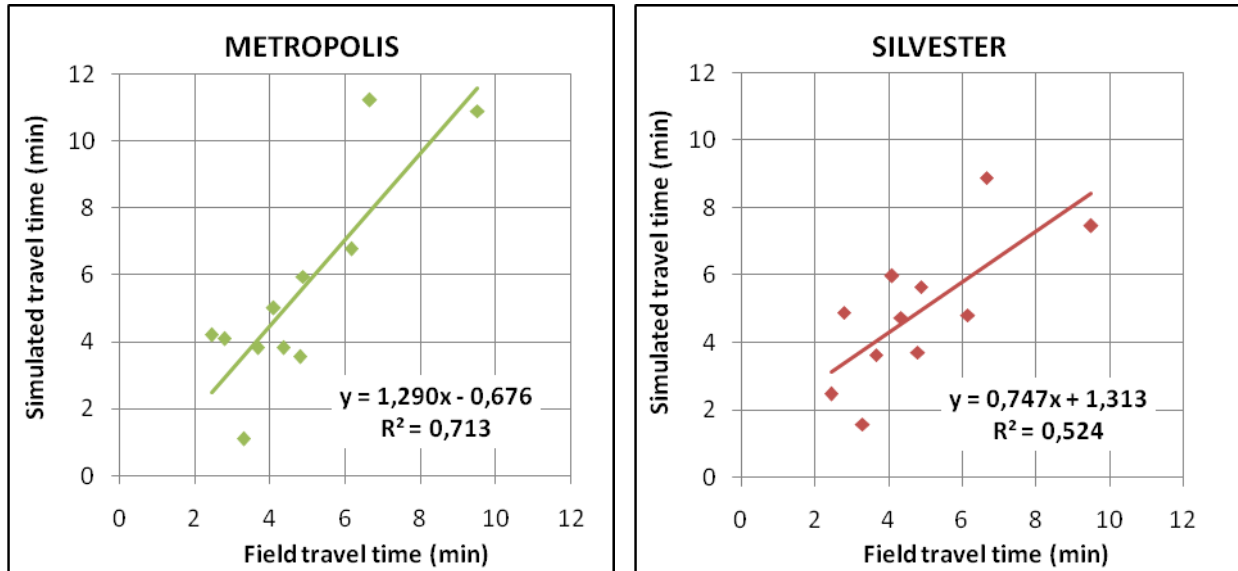 METROPOLIS
Simulated travel time (min)
12
10
8
6
4
2
0
y = 1,290x - 0,676
R² = 0,713
0 2 4 6 8 10 12
Field travel time (min)
SILVESTER
Simulated travel time (min)
12
10
8
6
4
2
0
y = 0,747x + 1,313
R² = 0,524
0 2 4 6 8 10 12
Field travel time (min)